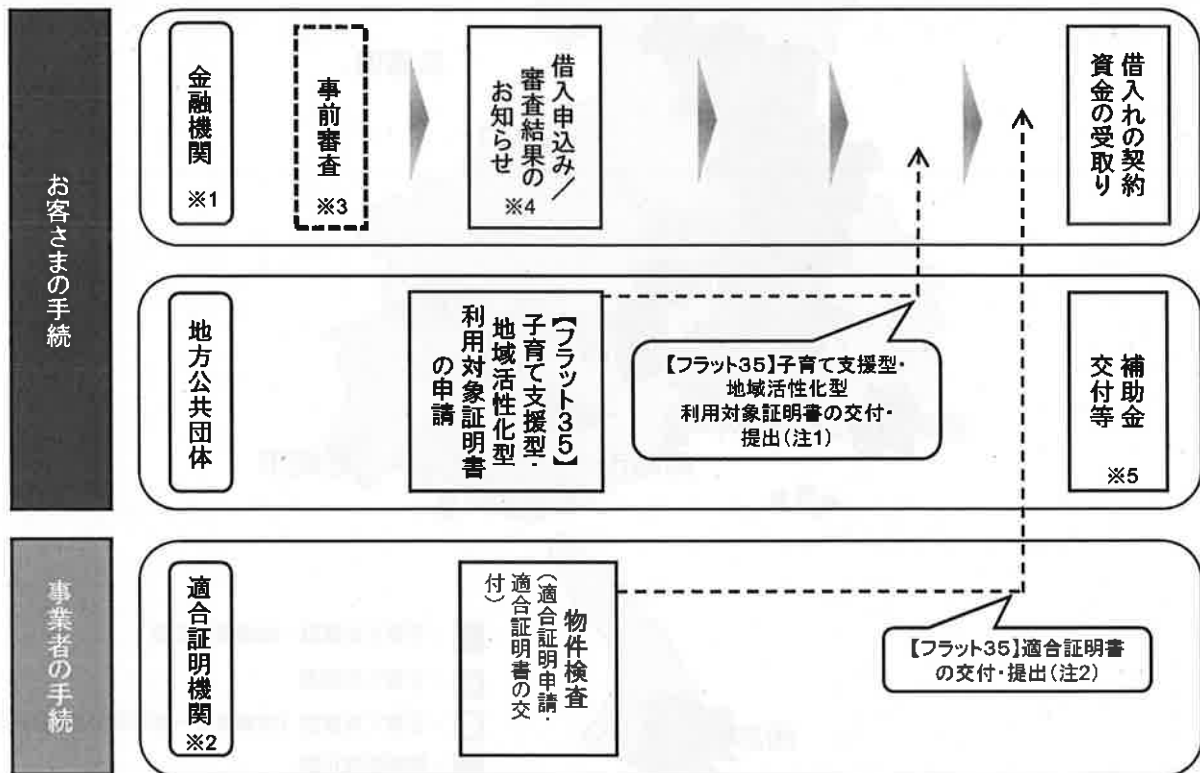 お客さまの手続
金融機関
※1
事前審査
※3
借入申込み／
審査結果の
お知らせ
※4
借入れの契約
資金の受取り
地方公共団体
【フラット35】
子育て支援型・
地域活性化型
利用対象証明書
の申請
【フラット35】子育て支援型・
地域活性化型
利用対象証明書の交付・
提出(注1)
補助金
交付等
※5
事業者の手続
適合証明機関
※2
物件検査
(適合証明申請・
適合証明書の交
付)
【フラット35】適合証明書
の交付・提出(注2)